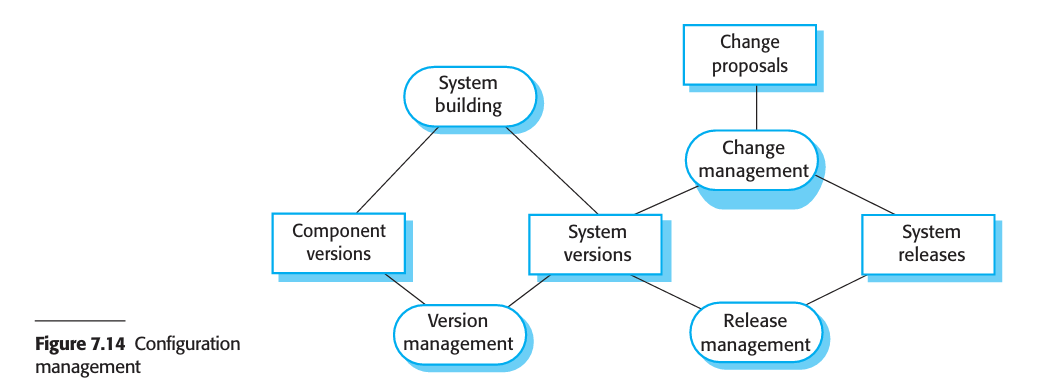 Change
proposals
System
building
Change
management
Component
versions
System
versions
System
releases
Version
management
Release
management
Figure 7.14 Configuration
management